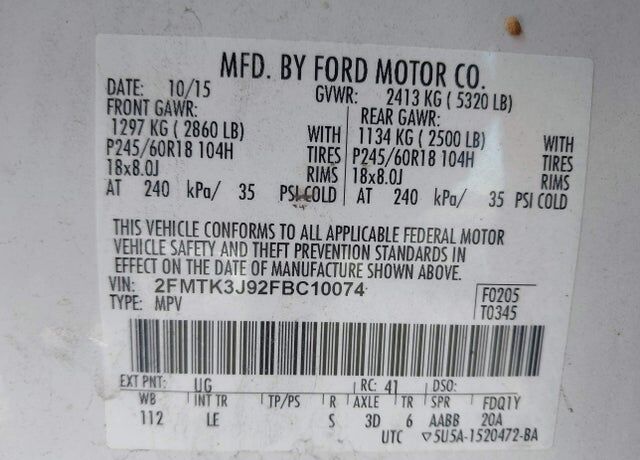 MFD. BY FORD MOTOR CO.
DATE: 10/15 GVWR: 2413 KG ( 5320 LB)
FRONT GAWR: REAR GAWR:
1297 KG ( 2860 LB) WITH 1134 KG ( 2500 LB) WITH
P245/60R18 104H TIRES P245/60R18 104H TIRES
18x8.0J RIMS 18x8.0J RIMS
AT 240 kPa/ 35 PSI COLD AT 240 kPa/ 35 PSI COLD
THIS VEHICLE CONFORMS TO ALL APPLICABLE FEDERAL MOTOR
VEHICLE SAFETY AND THEFT PREVENTION STANDARDS IN
EFFECT ON THE DATE OF MANUFACTURE SHOWN ABOVE.
VIN: 2FMTK3J92FBC10074 F0205
TYPE: MPV T0345
EXT PNT: UG RC: 41 DSO:
WB INT TR TP/PS R AXLE TR SPR FDQ1Y
112 LE S 3D 6 AABB 20A
UTC ▽5U5A-1520472-BA